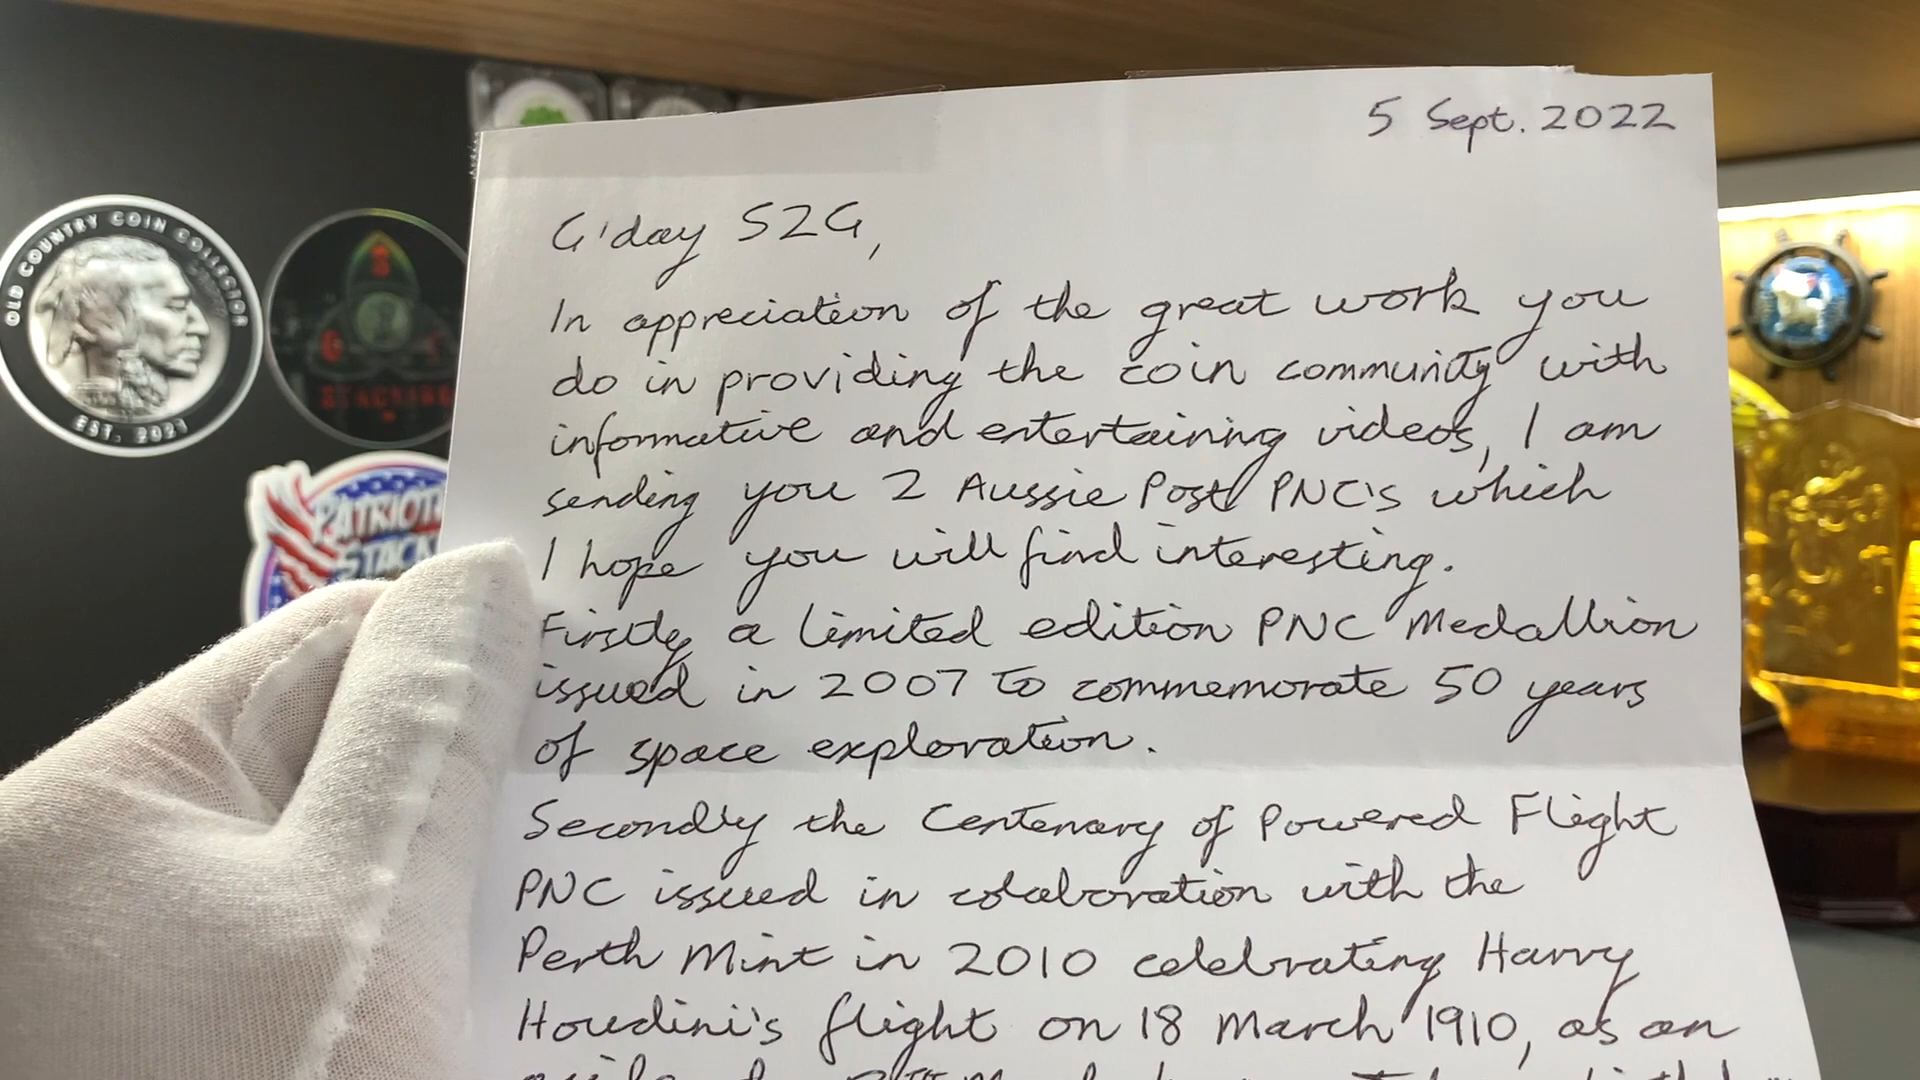 OLD COUNTRY COIN COLLECTOR
EST. 2021
S
G
STACKERS
PATRIOT
STACK
5 Sept. 2022
G'day S2G,
In appreciation of the great work you
do in providing the coin community with
informative and entertaining videos, I am
sending you 2 Aussie Post PNC's which
I hope you will find interesting.
Firstly a limited edition PNC Medallion
issued in 2007 to commemorate 50 years
of space exploration.
Secondly the Centenary of Powered Flight
PNC issued in colaboration with the
Perth Mint in 2010 celebrating Harry
Houdini's flight on 18 March 1910, as an